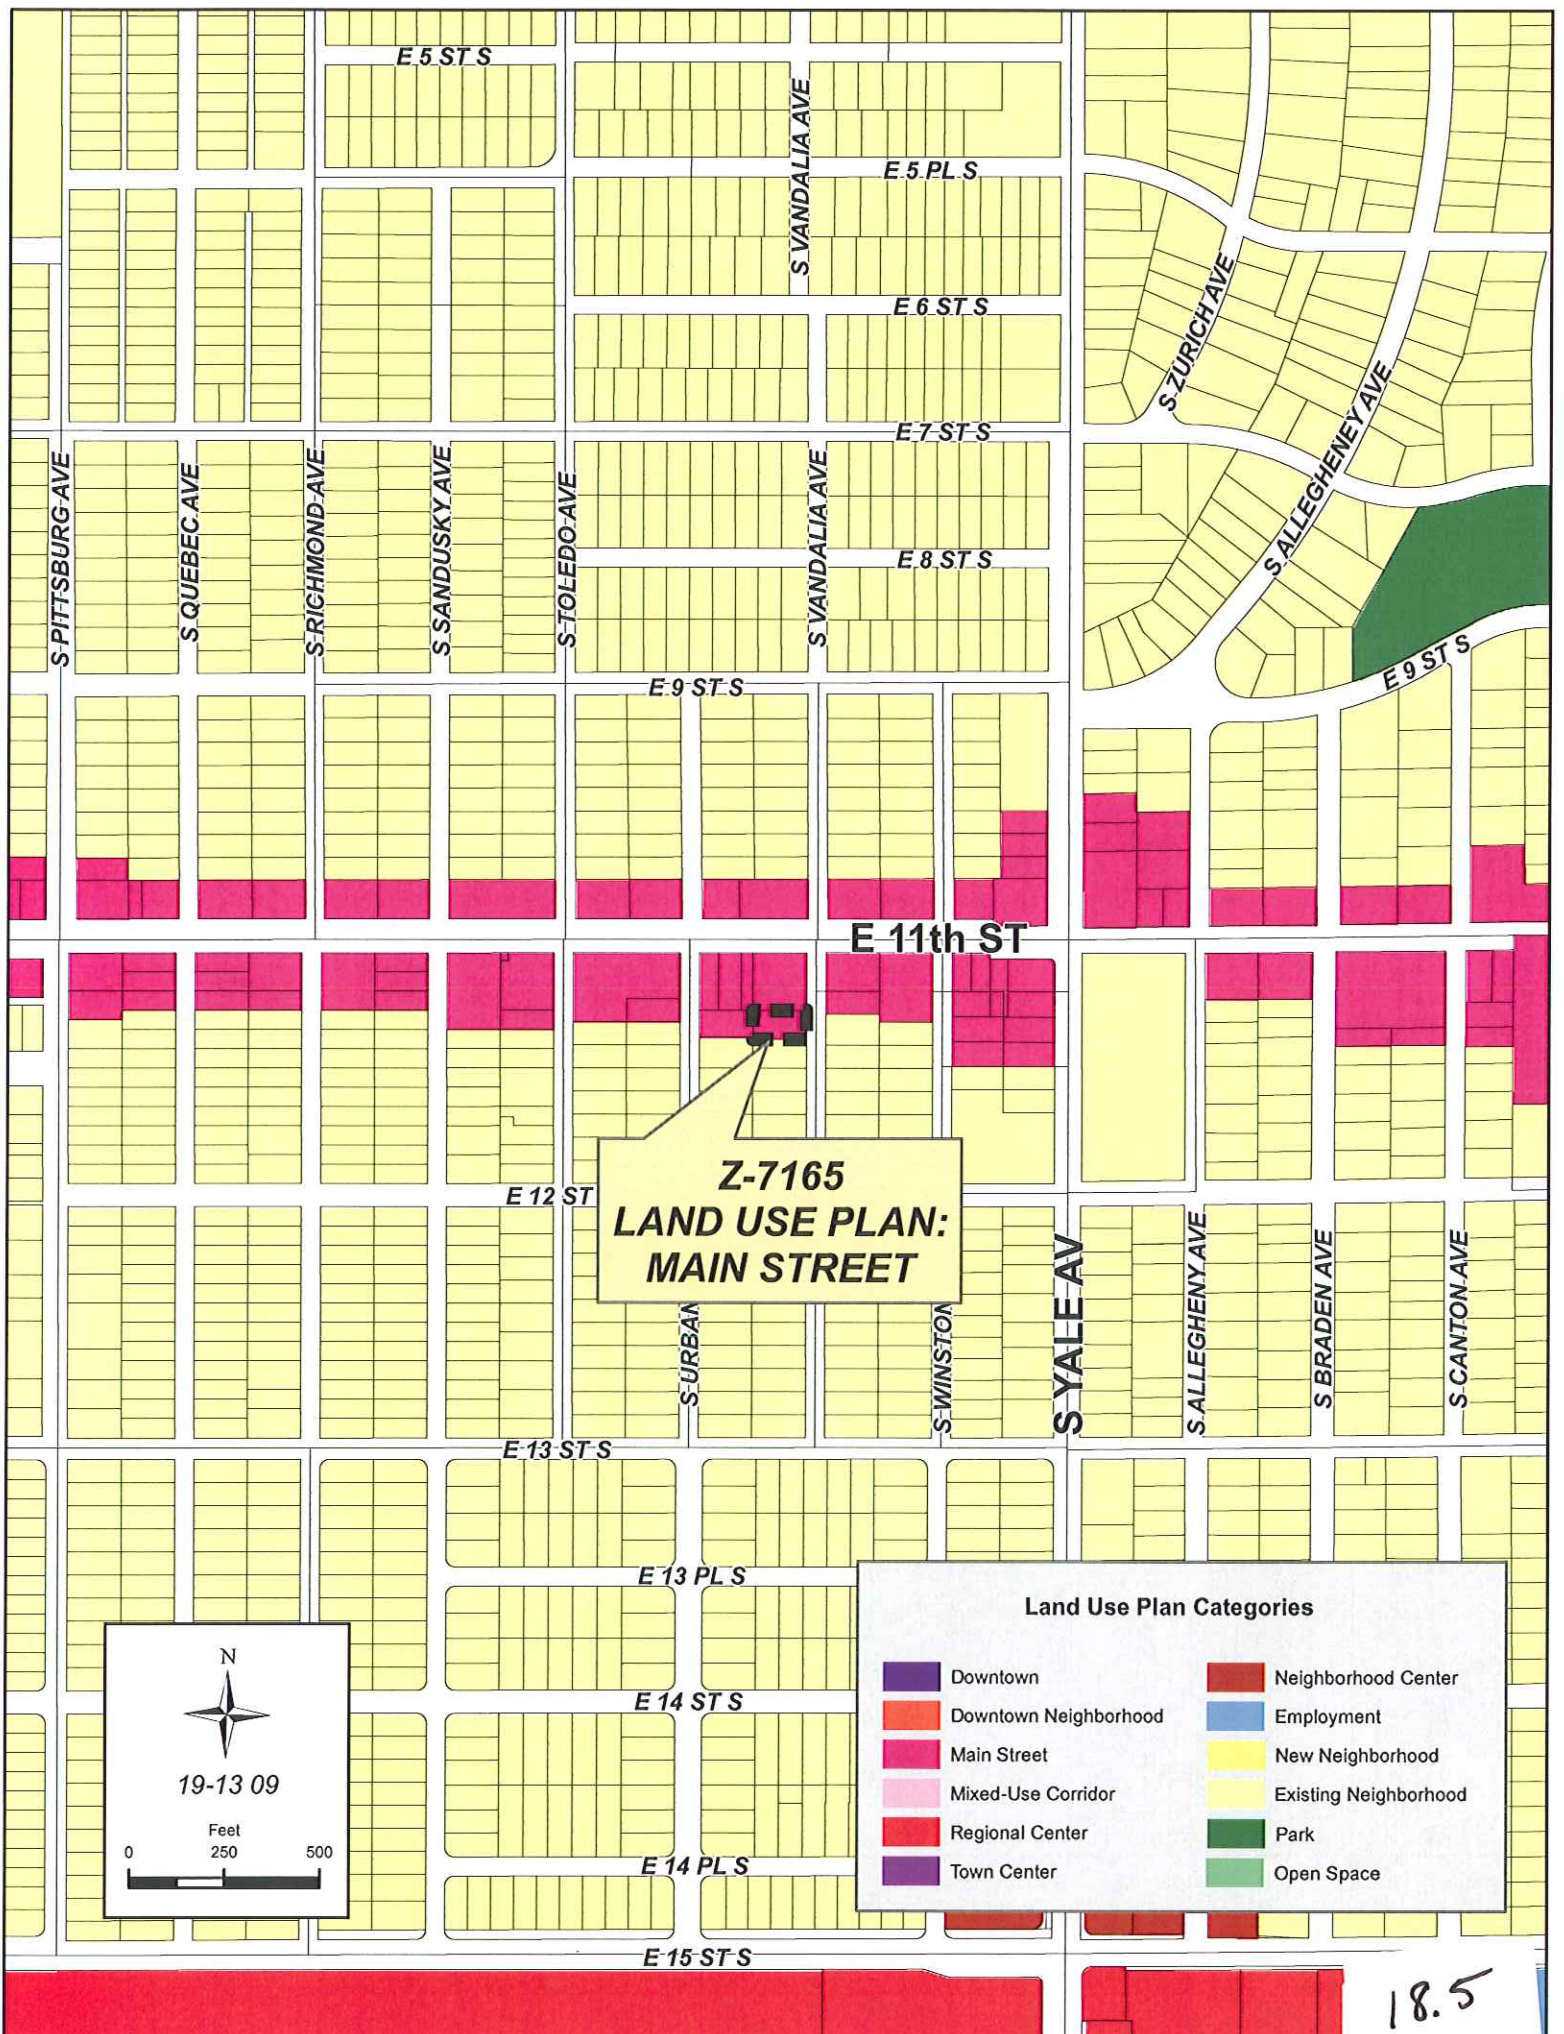 E 5 ST S
S VANDALIA AVE
E 5 PL S
E 6 ST S
S ZURICH AVE
S ALLEGHENEY AVE
E 7 ST S
S PITTSBURG AVE
S QUEBEC AVE
S RICHMOND AVE
S SANDUSKY AVE
S TOLEDO AVE
S VANDALIA AVE
E 8 ST S
E 9 ST S
E 9 ST S
E 11th ST
Z-7165
LAND USE PLAN:
MAIN STREET
E 12 ST
S URBAN
S WINSTON
S YALE AV
S ALLEGHENY AVE
S BRADEN AVE
S CANTON AVE
E 13 ST S
E 13 PL S
E 14 ST S
E 14 PL S
E 15 ST S
N
19-13 09
Feet
0 250 500
Land Use Plan Categories
Downtown
Downtown Neighborhood
Main Street
Mixed-Use Corridor
Regional Center
Town Center
Neighborhood Center
Employment
New Neighborhood
Existing Neighborhood
Park
Open Space
18.5